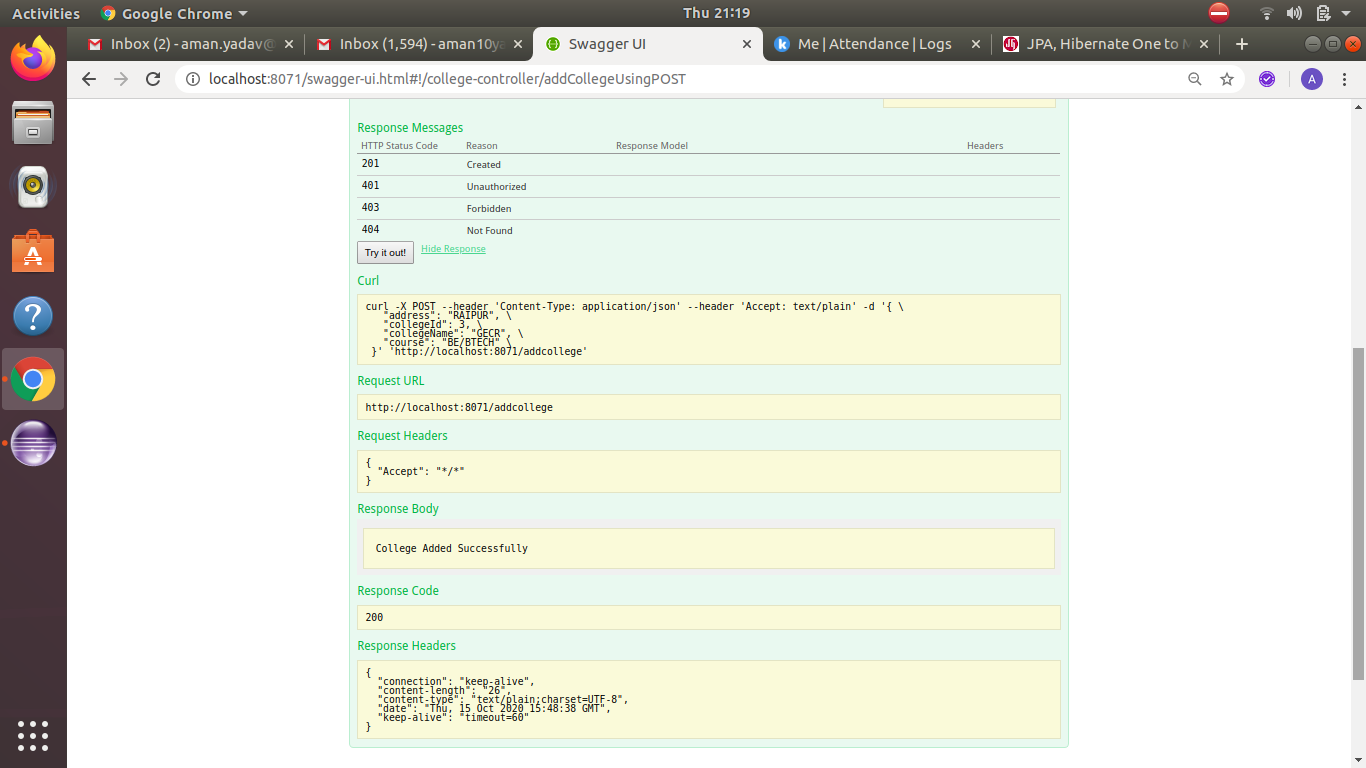 Activities
Google Chrome
Thu 21:19
Inbox (2) - aman.yadav@
Inbox (1,594) - aman10ya
Swagger UI
Me | Attendance | Logs
JPA, Hibernate One to M
localhost:8071/swagger-ui.html#!/college-controller/addCollegeUsingPOST
A
Response Messages
HTTP Status Code Reason Response Model Headers
201 Created
401 Unauthorized
403 Forbidden
404 Not Found
Try it out! Hide Response
Curl
curl -X POST --header 'Content-Type: application/json' --header 'Accept: text/plain' -d '{ \
"address": "RAIPUR", \
"collegeId": 3, \
"collegeName": "GECR", \
"course": "BE/BTECH" \
}' 'http://localhost:8071/addcollege'
Request URL
http://localhost:8071/addcollege
Request Headers
{
"Accept": "*/*"
}
Response Body
College Added Successfully
Response Code
200
Response Headers
{
"connection": "keep-alive",
"content-length": "26",
"content-type": "text/plain;charset=UTF-8",
"date": "Thu, 15 Oct 2020 15:48:38 GMT",
"keep-alive": "timeout=60"
}